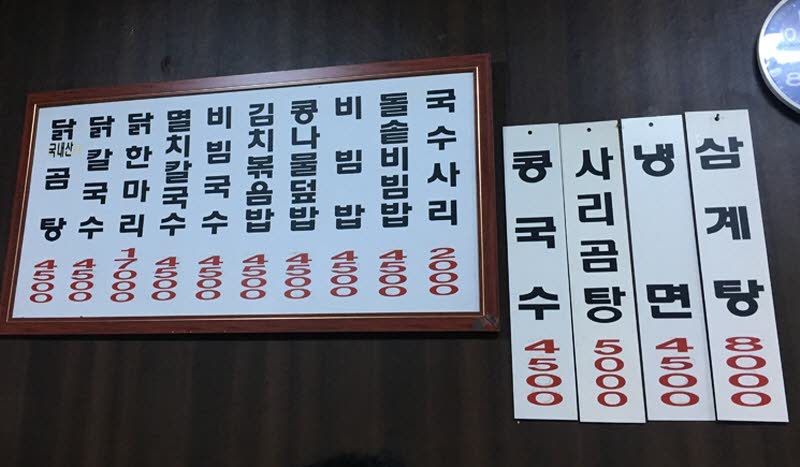 닭곰탕 4500
국내산
닭칼국수 4500
닭한마리 17000
멸치칼국수 4500
비빔국수 4500
김치볶음밥 4500
콩나물덮밥 4500
비빔밥 4500
돌솥비빔밥 4500
국수사리 2000
콩국수 4500
사리곰탕 5000
냉면 4500
삼계탕 8000